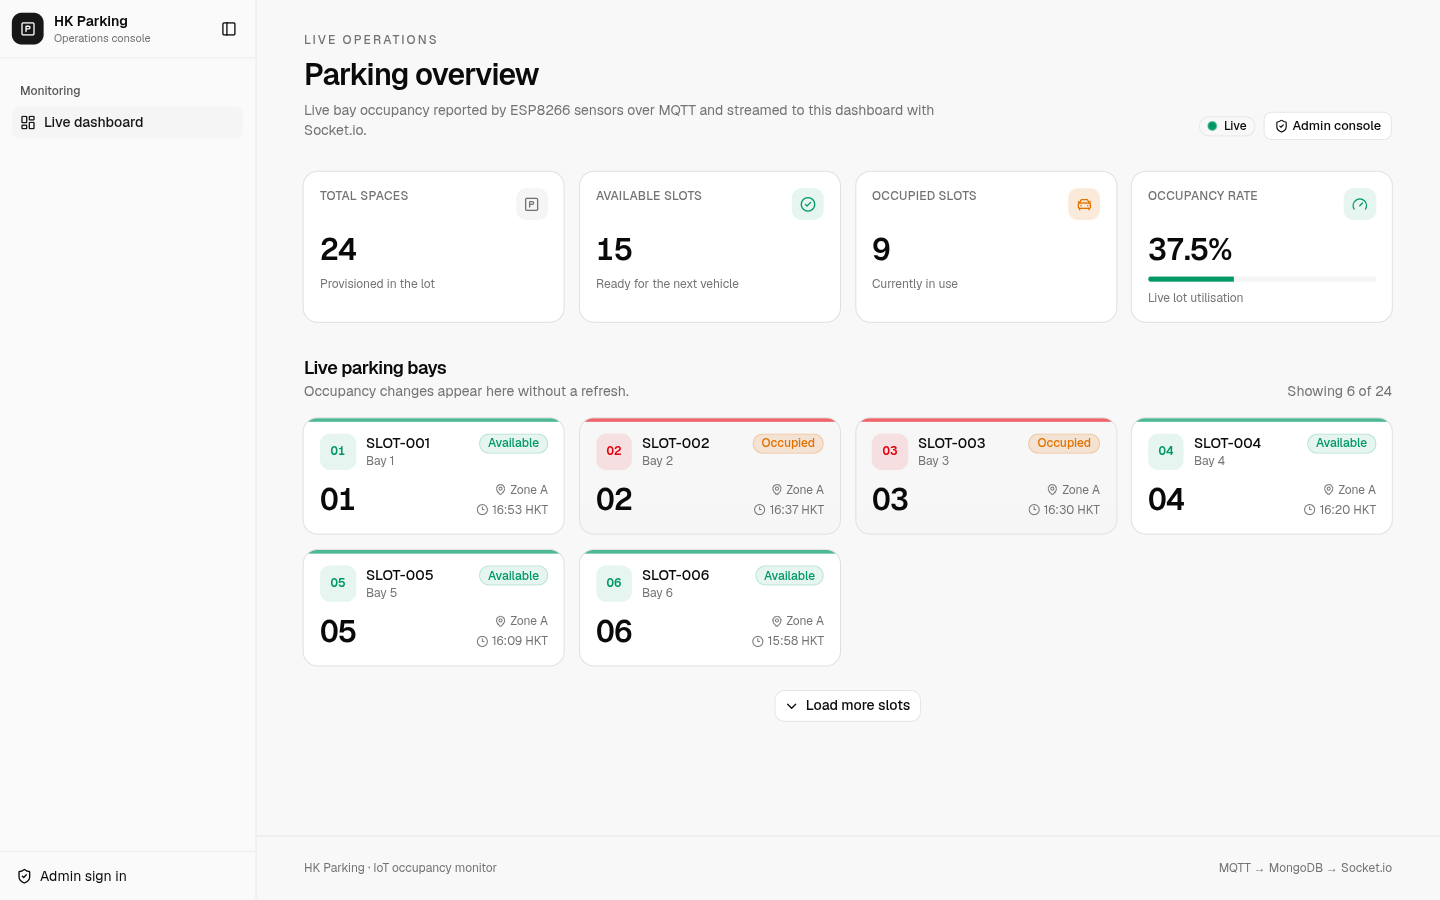 HK Parking
Operations console
Monitoring
Live dashboard
Admin sign in
LIVE OPERATIONS
Parking overview
Live bay occupancy reported by ESP8266 sensors over MQTT and streamed to this dashboard with
Socket.io.
Live
Admin console
TOTAL SPACES
P
24
Provisioned in the lot
AVAILABLE SLOTS
15
Ready for the next vehicle
OCCUPIED SLOTS
9
Currently in use
OCCUPANCY RATE
37.5%
Live lot utilisation
Live parking bays
Occupancy changes appear here without a refresh.
Showing 6 of 24
01
SLOT-001
Available
Bay 1
01
Zone A
16:53 HKT
02
SLOT-002
Occupied
Bay 2
02
Zone A
16:37 HKT
03
SLOT-003
Occupied
Bay 3
03
Zone A
16:30 HKT
04
SLOT-004
Available
Bay 4
04
Zone A
16:20 HKT
05
SLOT-005
Available
Bay 5
05
Zone A
16:09 HKT
06
SLOT-006
Available
Bay 6
06
Zone A
15:58 HKT
Load more slots
HK Parking · IoT occupancy monitor
MQTT → MongoDB → Socket.io